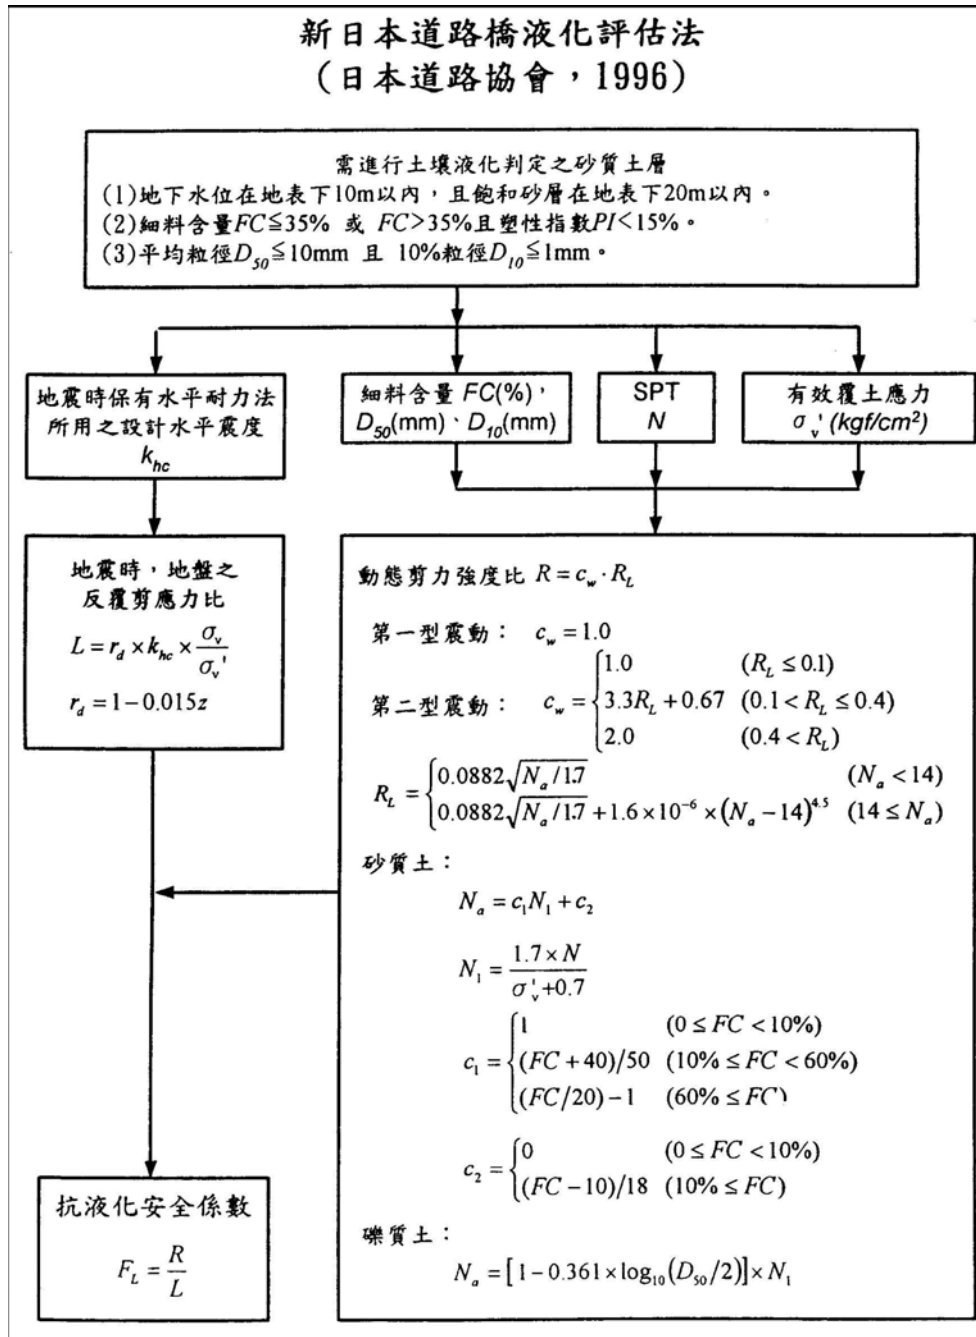 新日本道路橋液化評估法
(日本道路協會，1996)
需進行土壤液化判定之砂質土層
(1)地下水位在地表下10m以內，且飽和砂層在地表下20m以內。
(2)細料含量FC≦35% 或 FC>35%且塑性指數PI<15%。
(3)平均粒徑D50≦10mm 且 10%粒徑D10≦1mm。
地震時保有水平耐力法
所用之設計水平震度
khc
細料含量 FC(%)，
D50(mm)、D10(mm)
SPT
N
有效覆土應力
σv' (kgf/cm²)
地震時，地盤之
反覆剪應力比
L = rd × khc × σv/σv'
rd = 1 − 0.015z
動態剪力強度比 R = cw · RL
第一型震動： cw = 1.0
第二型震動： cw = { 1.0 (RL ≤ 0.1)
3.3RL + 0.67 (0.1 < RL ≤ 0.4)
2.0 (0.4 < RL)
RL = { 0.0882√(Na/1.7) (Na < 14)
0.0882√(Na/1.7) + 1.6×10⁻⁶ × (Na − 14)^4.5 (14 ≤ Na)
砂質土：
Na = c1N1 + c2
N1 = 1.7 × N / (σv' + 0.7)
c1 = { 1 (0 ≤ FC < 10%)
(FC + 40)/50 (10% ≤ FC < 60%)
(FC/20) − 1 (60% ≤ FC)
c2 = { 0 (0 ≤ FC < 10%)
(FC − 10)/18 (10% ≤ FC)
礫質土：
Na = [1 − 0.361 × log10(D50/2)] × N1
抗液化安全係數
FL = R/L